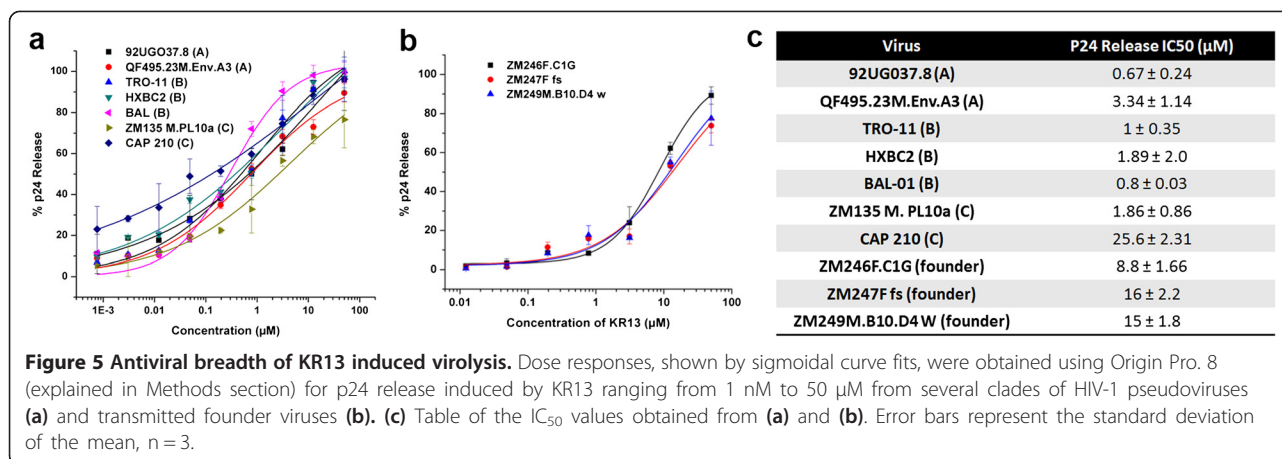 a
92UGO37.8 (A)
QF495.23M.Env.A3 (A)
TRO-11 (B)
HXBC2 (B)
BAL (B)
ZM135 M.PL10a (C)
CAP 210 (C)
% p24 Release
100
80
60
40
20
0
1E-3 0.01 0.1 1 10 100
Concentration (µM)
b
ZM246F.C1G
ZM247F fs
ZM249M.B10.D4 w
% p24 Release
100
80
60
40
20
0
0.01 0.1 1 10 100
Concentration of KR13 (µM)
c
Virus P24 Release IC50 (µM)
92UG037.8 (A) 0.67 ± 0.24
QF495.23M.Env.A3 (A) 3.34 ± 1.14
TRO-11 (B) 1 ± 0.35
HXBC2 (B) 1.89 ± 2.0
BAL-01 (B) 0.8 ± 0.03
ZM135 M. PL10a (C) 1.86 ± 0.86
CAP 210 (C) 25.6 ± 2.31
ZM246F.C1G (founder) 8.8 ± 1.66
ZM247F fs (founder) 16 ± 2.2
ZM249M.B10.D4 W (founder) 15 ± 1.8
Figure 5 Antiviral breadth of KR13 induced virolysis. Dose responses, shown by sigmoidal curve fits, were obtained using Origin Pro. 8
(explained in Methods section) for p24 release induced by KR13 ranging from 1 nM to 50 µM from several clades of HIV-1 pseudoviruses
(a) and transmitted founder viruses (b). (c) Table of the IC50 values obtained from (a) and (b). Error bars represent the standard deviation
of the mean, n = 3.